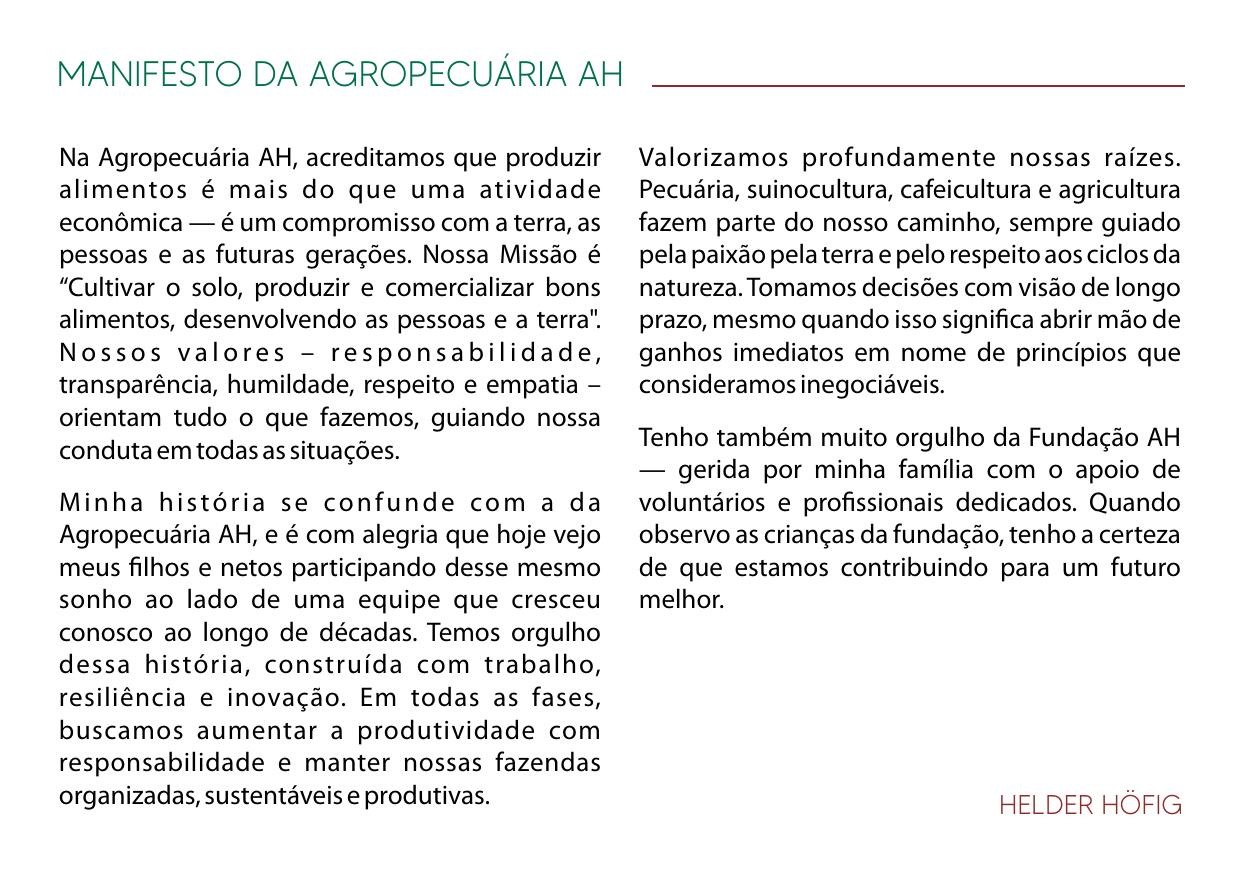 MANIFESTO DA AGROPECUÁRIA AH
Na Agropecuária AH, acreditamos que produzir
alimentos é mais do que uma atividade
econômica — é um compromisso com a terra, as
pessoas e as futuras gerações. Nossa Missão é
“Cultivar o solo, produzir e comercializar bons
alimentos, desenvolvendo as pessoas e a terra".
Nossos valores – responsabilidade,
transparência, humildade, respeito e empatia –
orientam tudo o que fazemos, guiando nossa
conduta em todas as situações.
Minha história se confunde com a da
Agropecuária AH, e é com alegria que hoje vejo
meus filhos e netos participando desse mesmo
sonho ao lado de uma equipe que cresceu
conosco ao longo de décadas. Temos orgulho
dessa história, construída com trabalho,
resiliência e inovação. Em todas as fases,
buscamos aumentar a produtividade com
responsabilidade e manter nossas fazendas
organizadas, sustentáveis e produtivas.
Valorizamos profundamente nossas raízes.
Pecuária, suinocultura, cafeicultura e agricultura
fazem parte do nosso caminho, sempre guiado
pela paixão pela terra e pelo respeito aos ciclos da
natureza. Tomamos decisões com visão de longo
prazo, mesmo quando isso significa abrir mão de
ganhos imediatos em nome de princípios que
consideramos inegociáveis.
Tenho também muito orgulho da Fundação AH
— gerida por minha família com o apoio de
voluntários e profissionais dedicados. Quando
observo as crianças da fundação, tenho a certeza
de que estamos contribuindo para um futuro
melhor.
HELDER HÖFIG